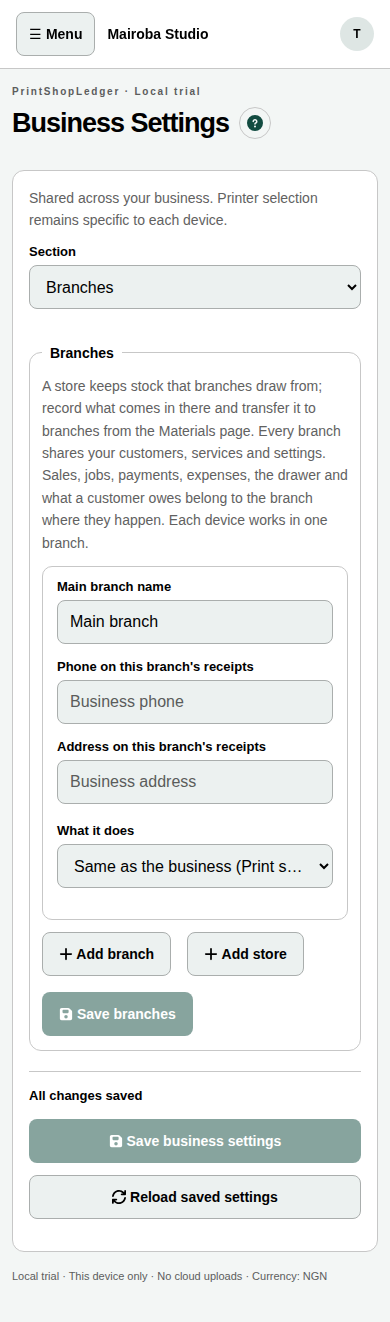 ☰ Menu
Mairoba Studio
T
PrintShopLedger · Local trial
Business Settings
?
Shared across your business. Printer selection
remains specific to each device.
Section
Branches
Branches
A store keeps stock that branches draw from;
record what comes in there and transfer it to
branches from the Materials page. Every branch
shares your customers, services and settings.
Sales, jobs, payments, expenses, the drawer and
what a customer owes belong to the branch
where they happen. Each device works in one
branch.
Main branch name
Main branch
Phone on this branch's receipts
Business phone
Address on this branch's receipts
Business address
What it does
Same as the business (Print s…
Add branch
Add store
Save branches
All changes saved
Save business settings
Reload saved settings
Local trial · This device only · No cloud uploads · Currency: NGN